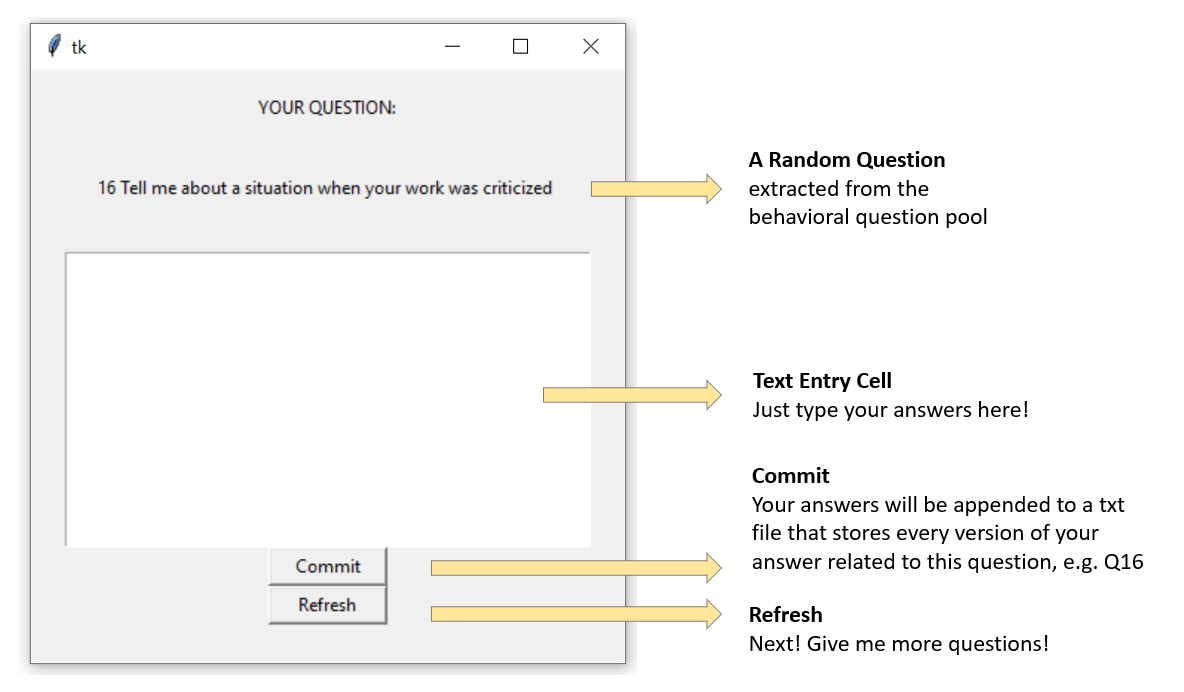 tk
YOUR QUESTION:
16 Tell me about a situation when your work was criticized
A Random Question
extracted from the
behavioral question pool
Text Entry Cell
Just type your answers here!
Commit
Your answers will be appended to a txt
file that stores every version of your
answer related to this question, e.g. Q16
Commit
Refresh
Refresh
Next! Give me more questions!